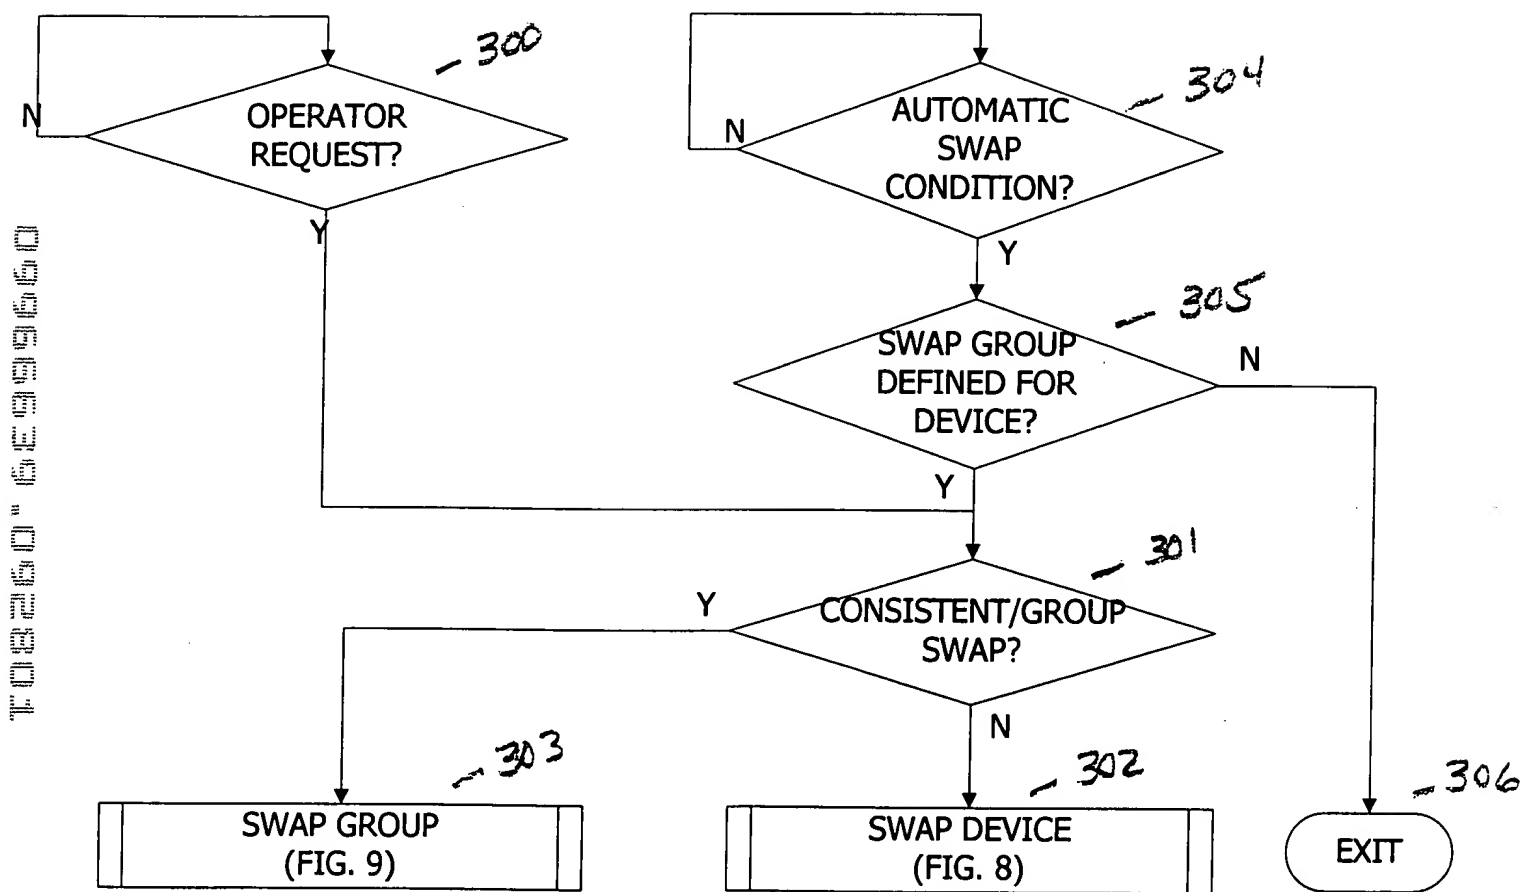 300
304
N
OPERATOR
REQUEST?
Y
N
AUTOMATIC
SWAP
CONDITION?
Y
305
SWAP GROUP
DEFINED FOR
DEVICE?
N
Y
301
Y
CONSISTENT/GROUP
SWAP?
N
303
302
306
SWAP GROUP
(FIG. 9)
SWAP DEVICE
(FIG. 8)
EXIT